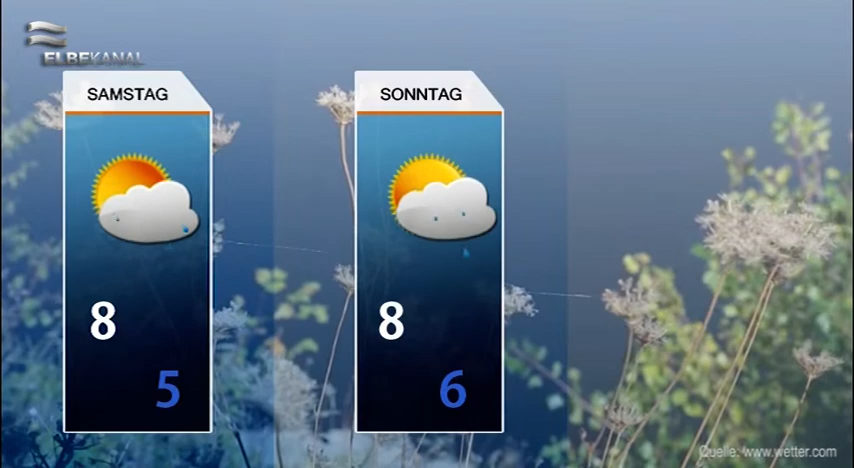 ELBEKANAL
SAMSTAG
SONNTAG
8
8
5
6
Quelle: www.wetter.com